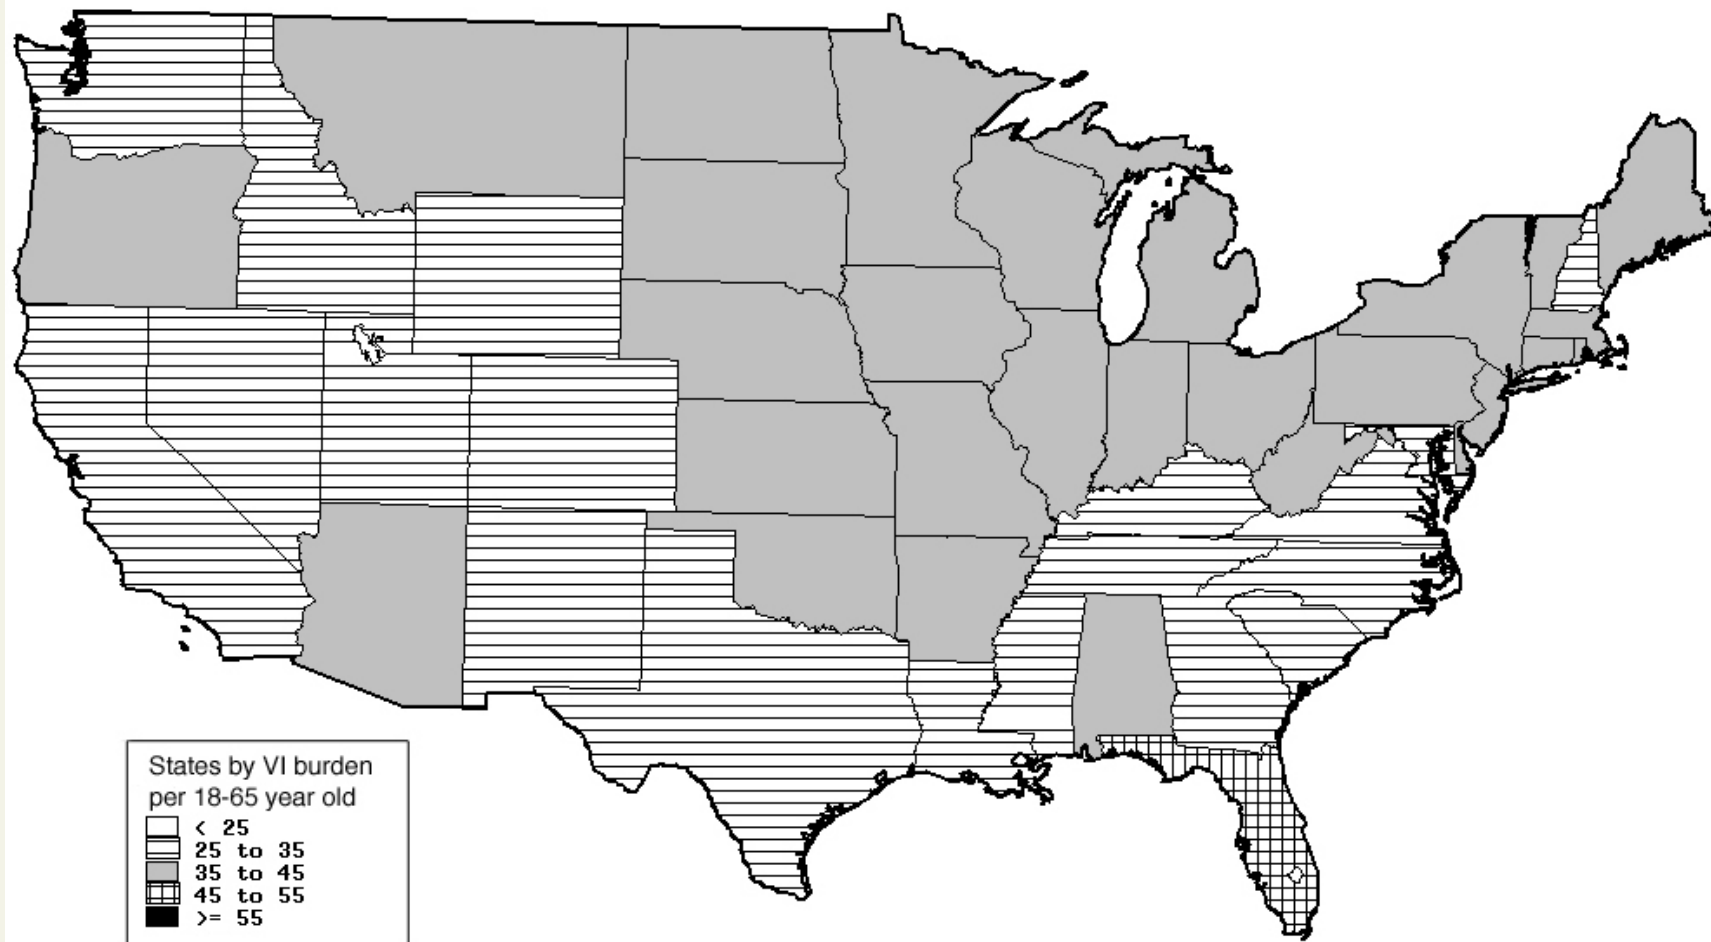 States by VI burden
per 18-65 year old
< 25
25 to 35
35 to 45
45 to 55
>= 55